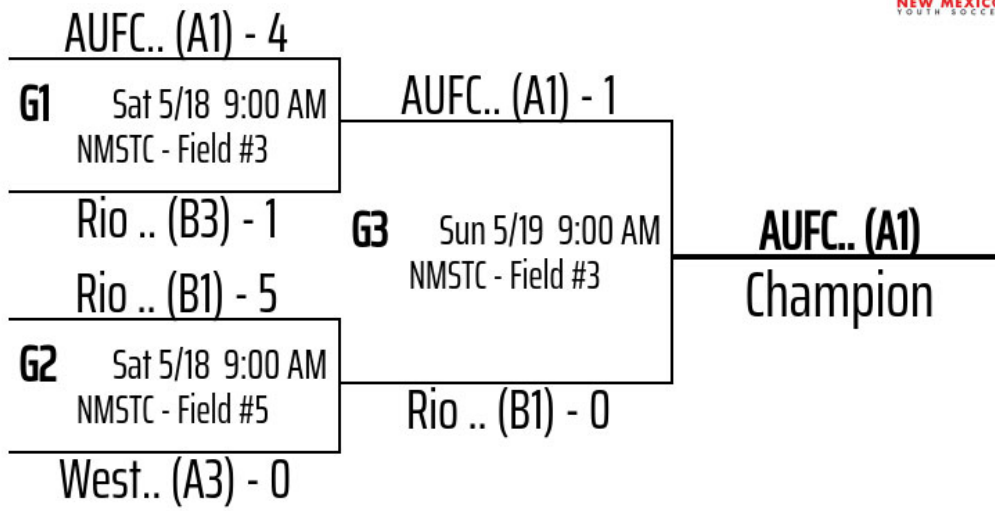 NEW MEXICO
YOUTH SOCCE
AUFC.. (A1) - 4
G1 Sat 5/18 9:00 AM
NMSTC - Field #3
Rio .. (B3) - 1
Rio .. (B1) - 5
G2 Sat 5/18 9:00 AM
NMSTC - Field #5
West.. (A3) - 0
AUFC.. (A1) - 1
G3 Sun 5/19 9:00 AM
NMSTC - Field #3
Rio .. (B1) - 0
AUFC.. (A1)
Champion